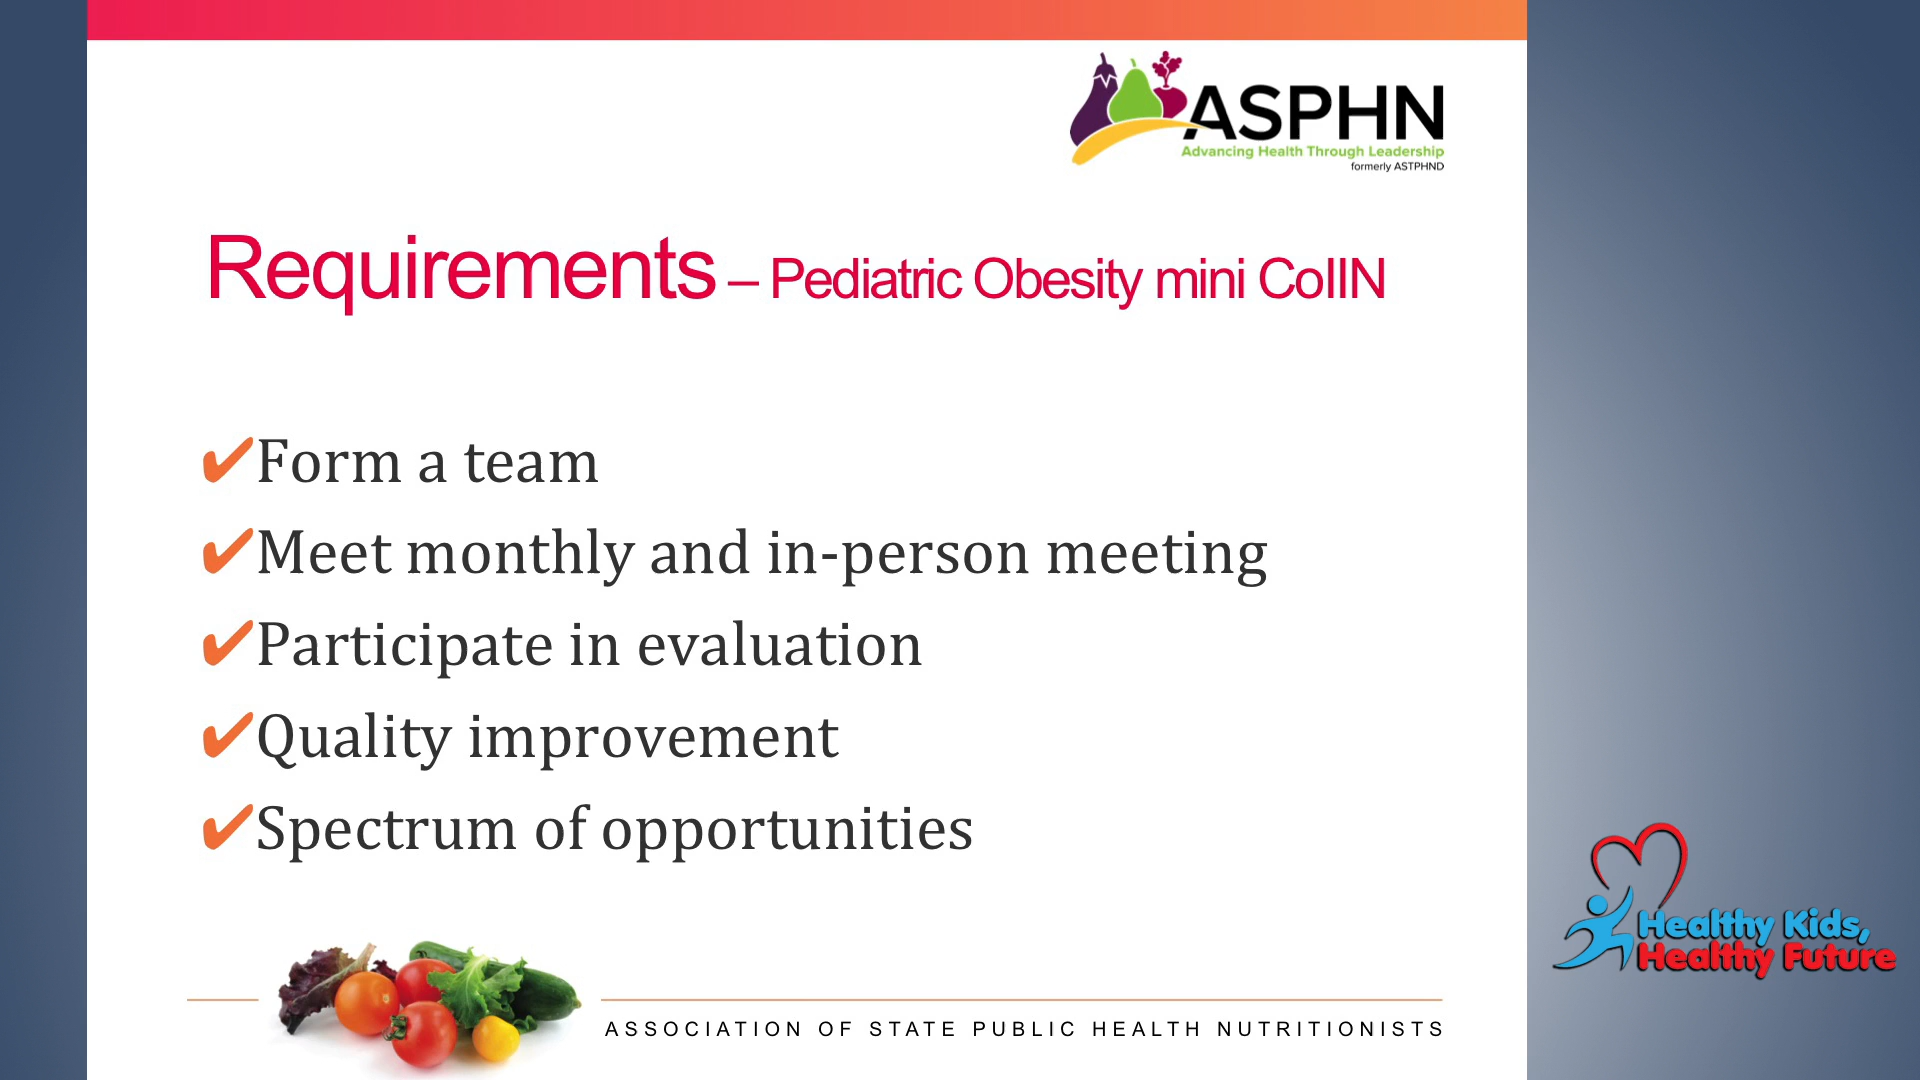 ASPHN
Advancing Health Through Leadership
formerly ASTPHND
Requirements – Pediatric Obesity mini CoIIN
✔Form a team
✔Meet monthly and in-person meeting
✔Participate in evaluation
✔Quality improvement
✔Spectrum of opportunities
Healthy Kids,
Healthy Future
ASSOCIATION OF STATE PUBLIC HEALTH NUTRITIONISTS